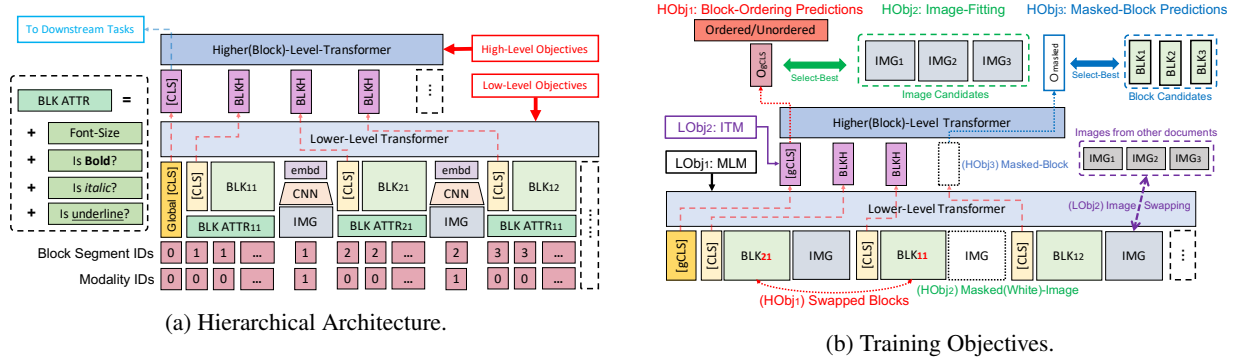 To Downstream Tasks
Higher(Block)-Level-Transformer
High-Level Objectives
[CLS]
BLKH
BLKH
BLKH
...
Low-Level Objectives
BLK ATTR =
+ Font-Size
+ Is Bold?
+ Is italic?
+ Is underline?
Lower-Level Transformer
Global [CLS]
[CLS]
BLK11
BLK ATTR11
embd
CNN
IMG
[CLS]
BLK21
BLK ATTR21
embd
CNN
IMG
[CLS]
BLK12
BLK ATTR11
Block Segment IDs 0 1 1 ... 1 2 2 ... 2 3 3 ...
Modality IDs 0 0 0 ... 1 0 0 ... 1 0 0 ...
(a) Hierarchical Architecture.
HObj1: Block-Ordering Predictions
HObj2: Image-Fitting
HObj3: Masked-Block Predictions
Ordered/Unordered
OgCLS
Select-Best
IMG1 IMG2 IMG3
Image Candidates
Omasked
Select-Best
BLK1 BLK2 BLK3
Block Candidates
Higher(Block)-Level Transformer
LObj2: ITM
LObj1: MLM
[gCLS]
BLKH
BLKH
(HObj3) Masked-Block
Images from other documents
IMG1 IMG2 IMG3
Lower-Level Transformer
(LObj2) Image Swapping
[gCLS]
[CLS]
BLK21
IMG
[CLS]
BLK11
IMG
[CLS]
BLK12
IMG
...
(HObj1) Swapped Blocks
(HObj2) Masked(White)-Image
(b) Training Objectives.